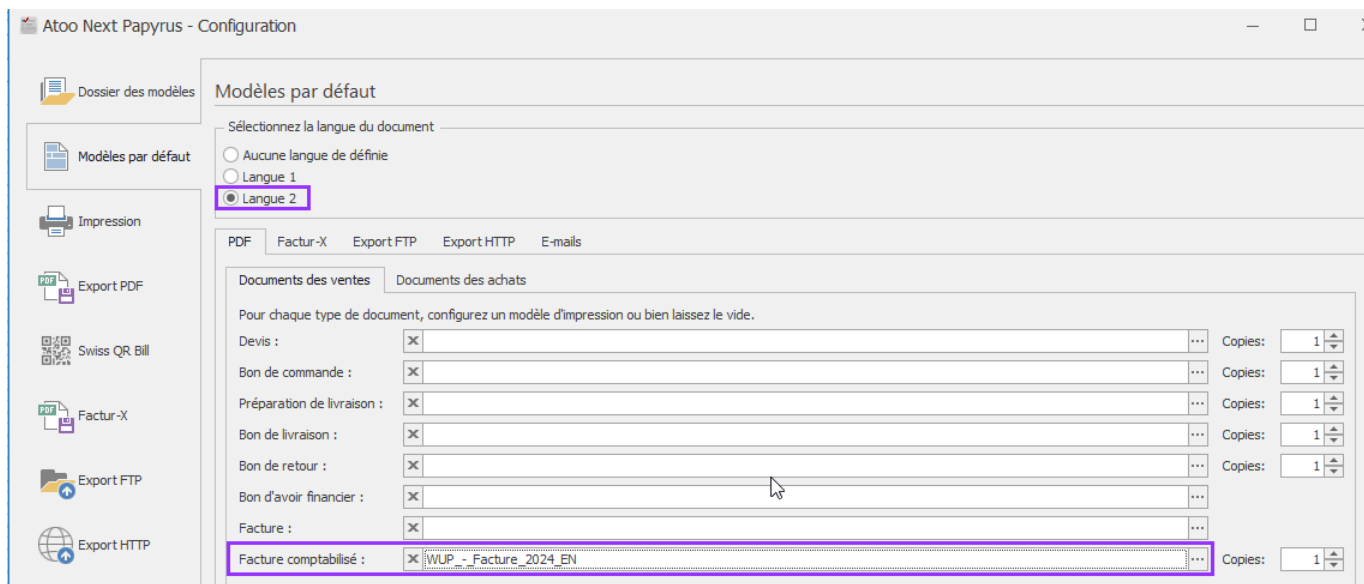 Atoo Next Papyrus - Configuration
Dossier des modèles
Modèles par défaut
Impression
Export PDF
Swiss QR Bill
Factur-X
Export FTP
Export HTTP
Modèles par défaut
Sélectionnez la langue du document
Aucune langue de définie
Langue 1
Langue 2
PDF Factur-X Export FTP Export HTTP E-mails
Documents des ventes Documents des achats
Pour chaque type de document, configurez un modèle d'impression ou bien laissez le vide.
Devis : Copies: 1
Bon de commande : Copies: 1
Préparation de livraison : Copies: 1
Bon de livraison : Copies: 1
Bon de retour : Copies: 1
Bon d'avoir financier :
Facture :
Facture comptabilisé : WUP_-_Facture_2024_EN Copies: 1